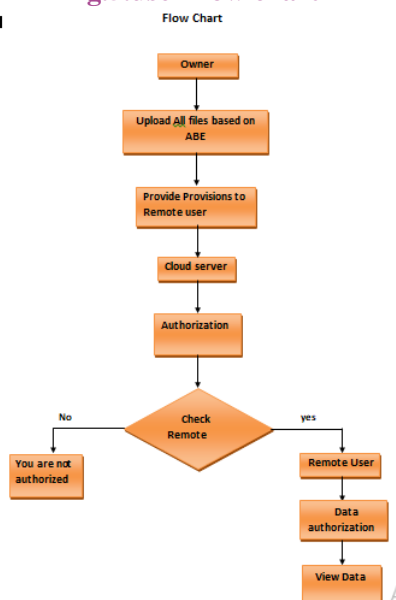 Flow Chart
Owner
Upload All files based on
ABE
Provide Provisions to
Remote user
Cloud server
Authorization
Check
Remote
No
yes
You are not
authorized
Remote User
Data
authorization
View Data